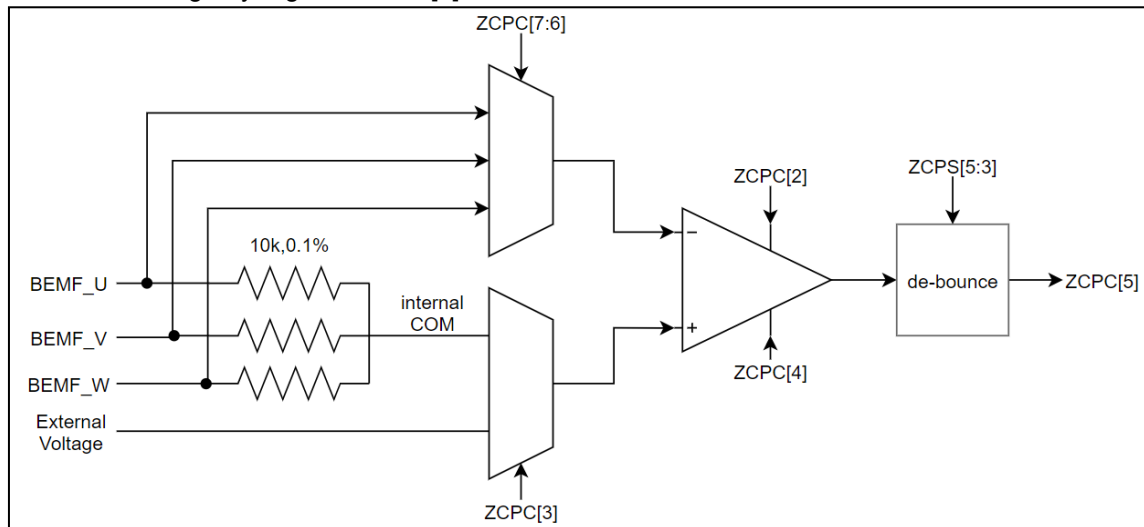 ZCPC[7:6]
ZCPC[2]
ZCPS[5:3]
10k,0.1%
BEMF_U
internal
COM
de-bounce
ZCPC[5]
BEMF_V
BEMF_W
ZCPC[4]
External
Voltage
ZCPC[3]
−
+